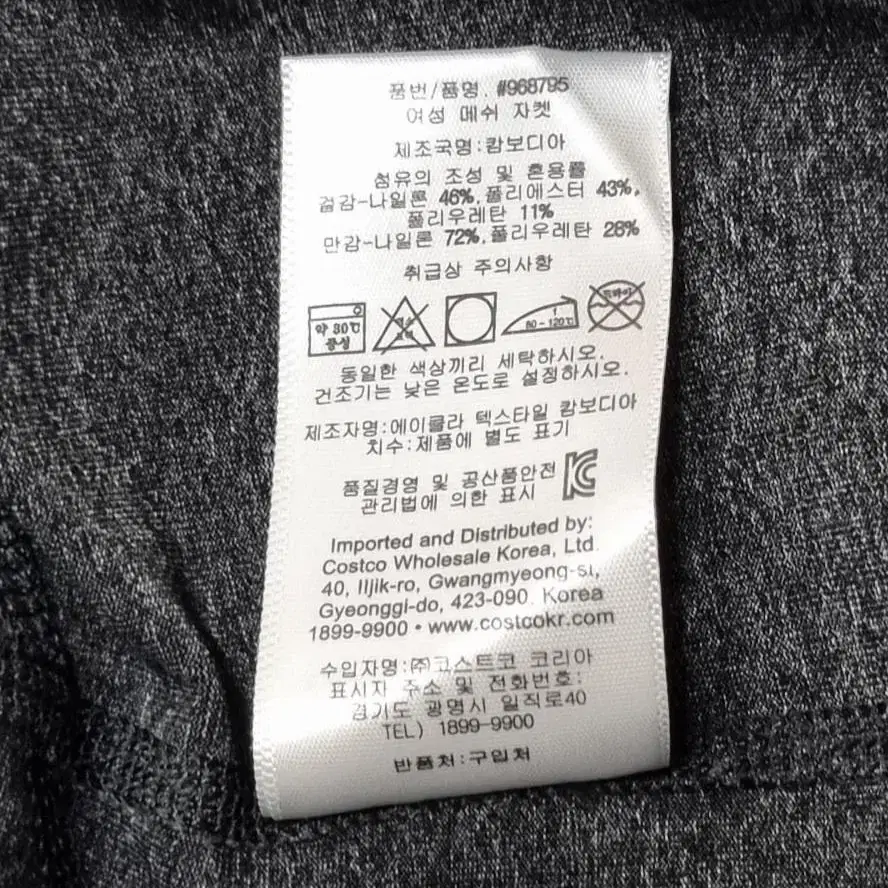 품번/품명. #968795
여성 메쉬 자켓
제조국명:캄보디아
섬유의 조성 및 혼용률
겉감-나일론 46%,폴리에스터 43%,
폴리우레탄 11%
안감-나일론 72%,폴리우레탄 28%
취급상 주의사항
약 30℃
중성
80-120℃
드라이
동일한 색상끼리 세탁하시오.
건조기는 낮은 온도로 설정하시오.
제조자명:에이클라 텍스타일 캄보디아
치수:제품에 별도 표기
품질경영 및 공산품안전
관리법에 의한 표시
Imported and Distributed by:
Costco Wholesale Korea, Ltd.
40, Iljik-ro, Gwangmyeong-si,
Gyeonggi-do, 423-090 Korea
1899-9900 • www.costcokr.com
수입자명:㈜코스트코 코리아
표시자 주소 및 전화번호:
경기도 광명시 일직로40
TEL) 1899-9900
반품처:구입처